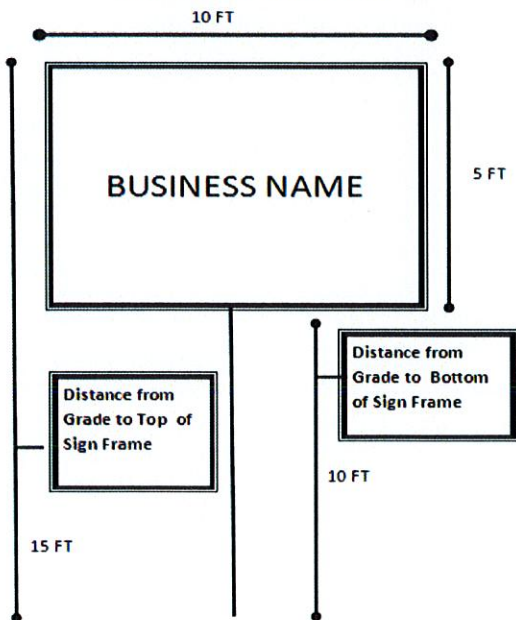 10 FT
BUSINESS NAME
5 FT
Distance from
Grade to Bottom
of Sign Frame
Distance from
Grade to Top of
Sign Frame
10 FT
15 FT